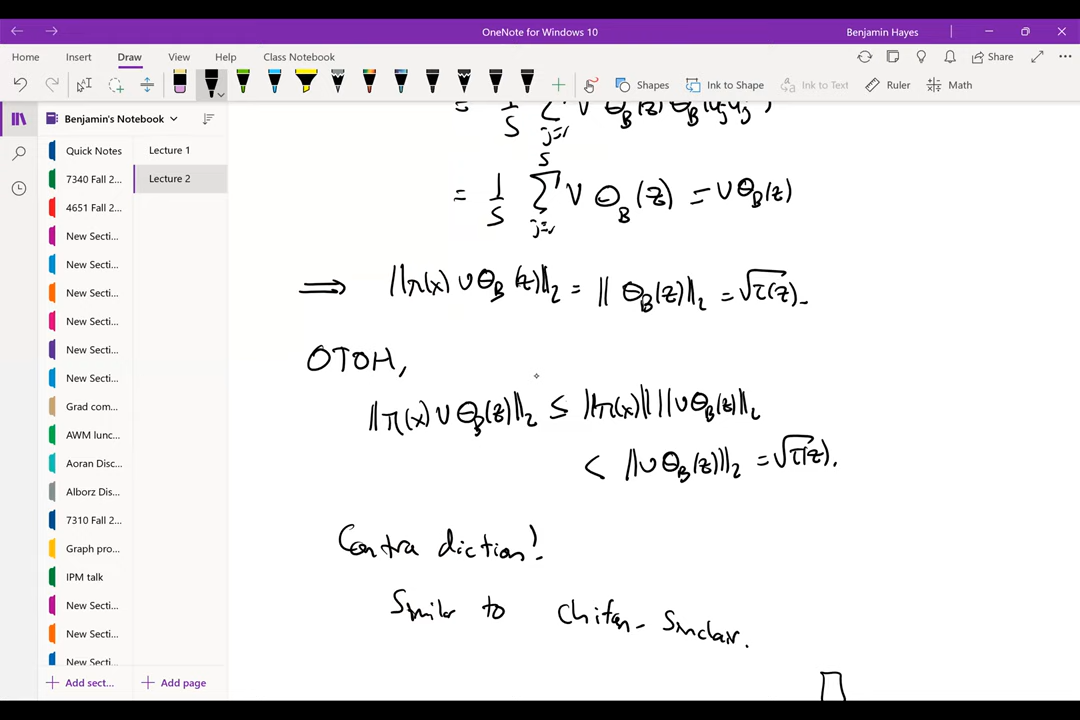 OneNote for Windows 10
Benjamin Hayes
Home Insert Draw View Help Class Notebook
Share
Shapes Ink to Shape Ink to Text Ruler Math
Benjamin's Notebook
Quick Notes
7340 Fall 2...
4651 Fall 2...
New Secti...
New Secti...
New Secti...
New Secti...
New Secti...
New Secti...
Grad com...
AWM lunc...
Aoran Disc...
Alborz Dis...
7310 Fall 2...
Graph pro...
IPM talk
New Secti...
New Secti...
New Secti...
Add sect...
Lecture 1
Lecture 2
Add page
= 1/S Σ_{j=1}^{S} υ Θ_B(z) = υΘ_B(z)
⟹ ||π(x) υΘ_B(z)||_2 = ||Θ_B(z)||_2 = √τ(z).
OTOH,
||π(x) υ Θ_B(z)||_2 ≤ ||π(x)|| ||υΘ_B(z)||_2
< ||υ Θ_B(z)||_2 = √τ(z).
Contradiction!
Similar to Chifan-Sinclair.